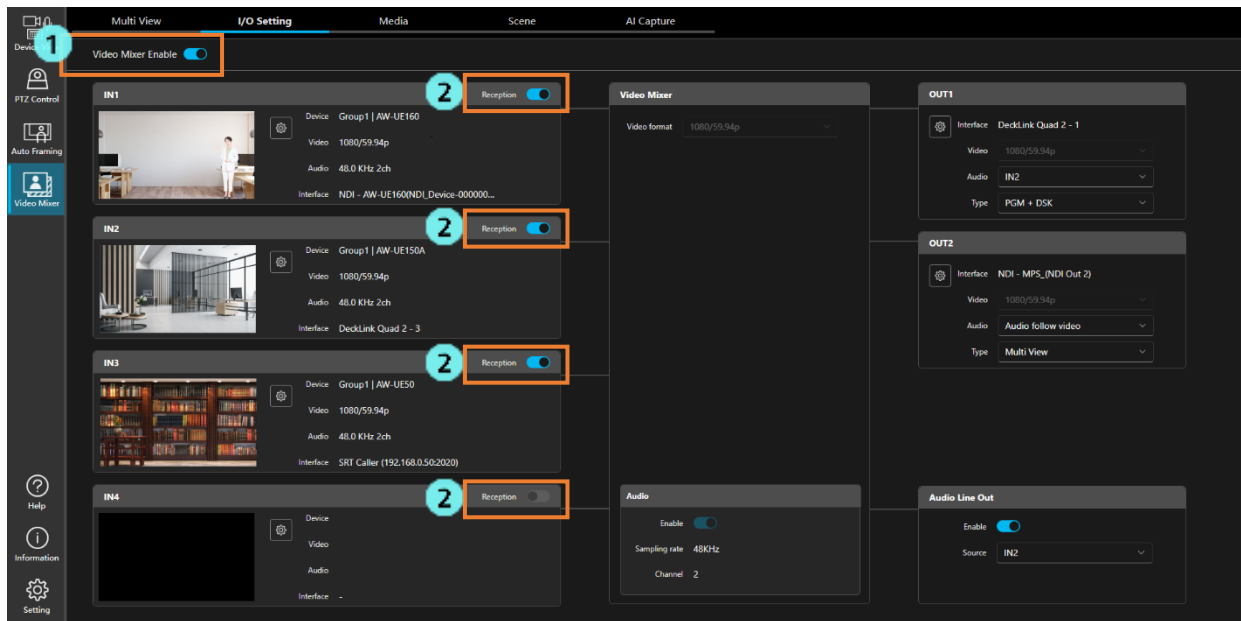 Multi View
I/O Setting
Media
Scene
AI Capture
1
Video Mixer Enable
PTZ Control
Auto Framing
Video Mixer
Help
Information
Setting
IN1
2
Reception
Device Group1 | AW-UE160
Video 1080/59.94p
Audio 48.0 KHz 2ch
Interface NDI - AW-UE160(NDI_Device-000000...
IN2
2
Reception
Device Group1 | AW-UE150A
Video 1080/59.94p
Audio 48.0 KHz 2ch
Interface DeckLink Quad 2 - 3
IN3
2
Reception
Device Group1 | AW-UE50
Video 1080/59.94p
Audio 48.0 KHz 2ch
Interface SRT Caller (192.168.0.50:2020)
IN4
2
Reception
Device
Video
Audio
Interface -
Video Mixer
Video format 1080/59.94p
Audio
Enable
Sampling rate 48KHz
Channel 2
OUT1
Interface DeckLink Quad 2 - 1
Video 1080/59.94p
Audio IN2
Type PGM + DSK
OUT2
Interface NDI - MPS_(NDI Out 2)
Video 1080/59.94p
Audio Audio follow video
Type Multi View
Audio Line Out
Enable
Source IN2